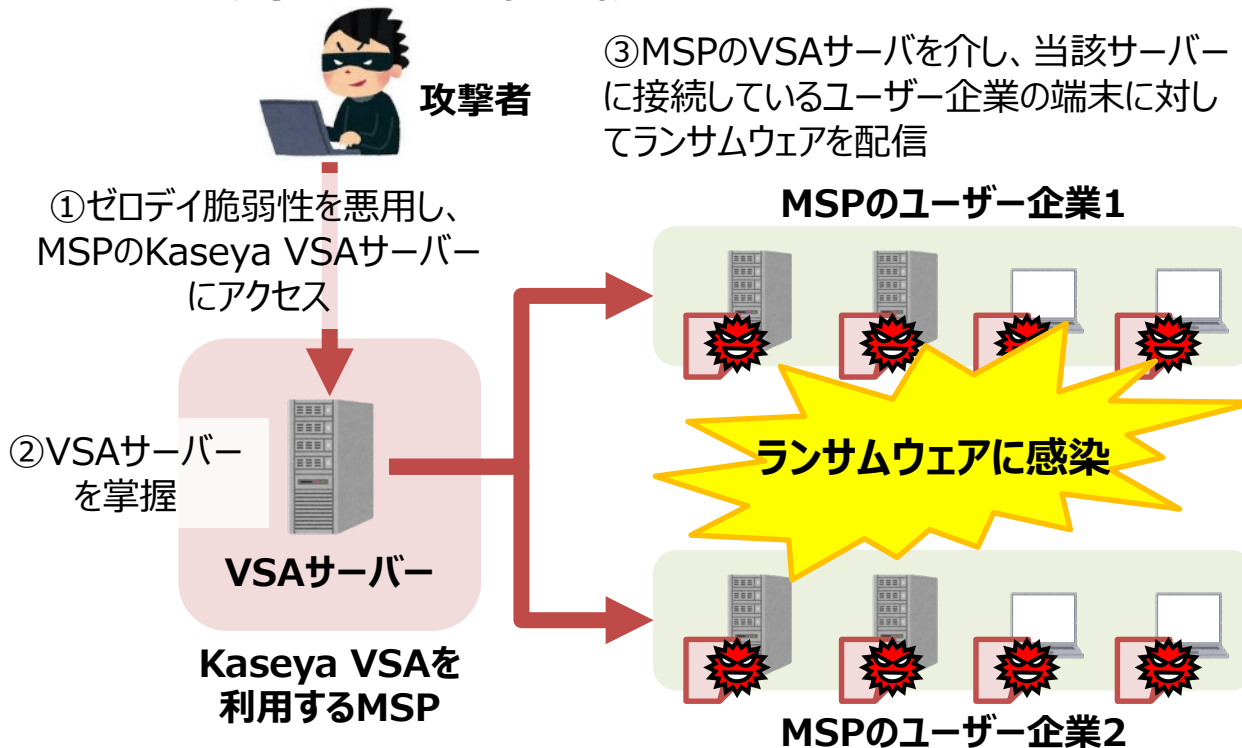 攻撃者
①ゼロデイ脆弱性を悪用し、
MSPのKaseya VSAサーバー
にアクセス
②VSAサーバー
を掌握
VSAサーバー
Kaseya VSAを
利用するMSP
③MSPのVSAサーバを介し、当該サーバー
に接続しているユーザー企業の端末に対し
てランサムウェアを配信
MSPのユーザー企業1
ランサムウェアに感染
MSPのユーザー企業2